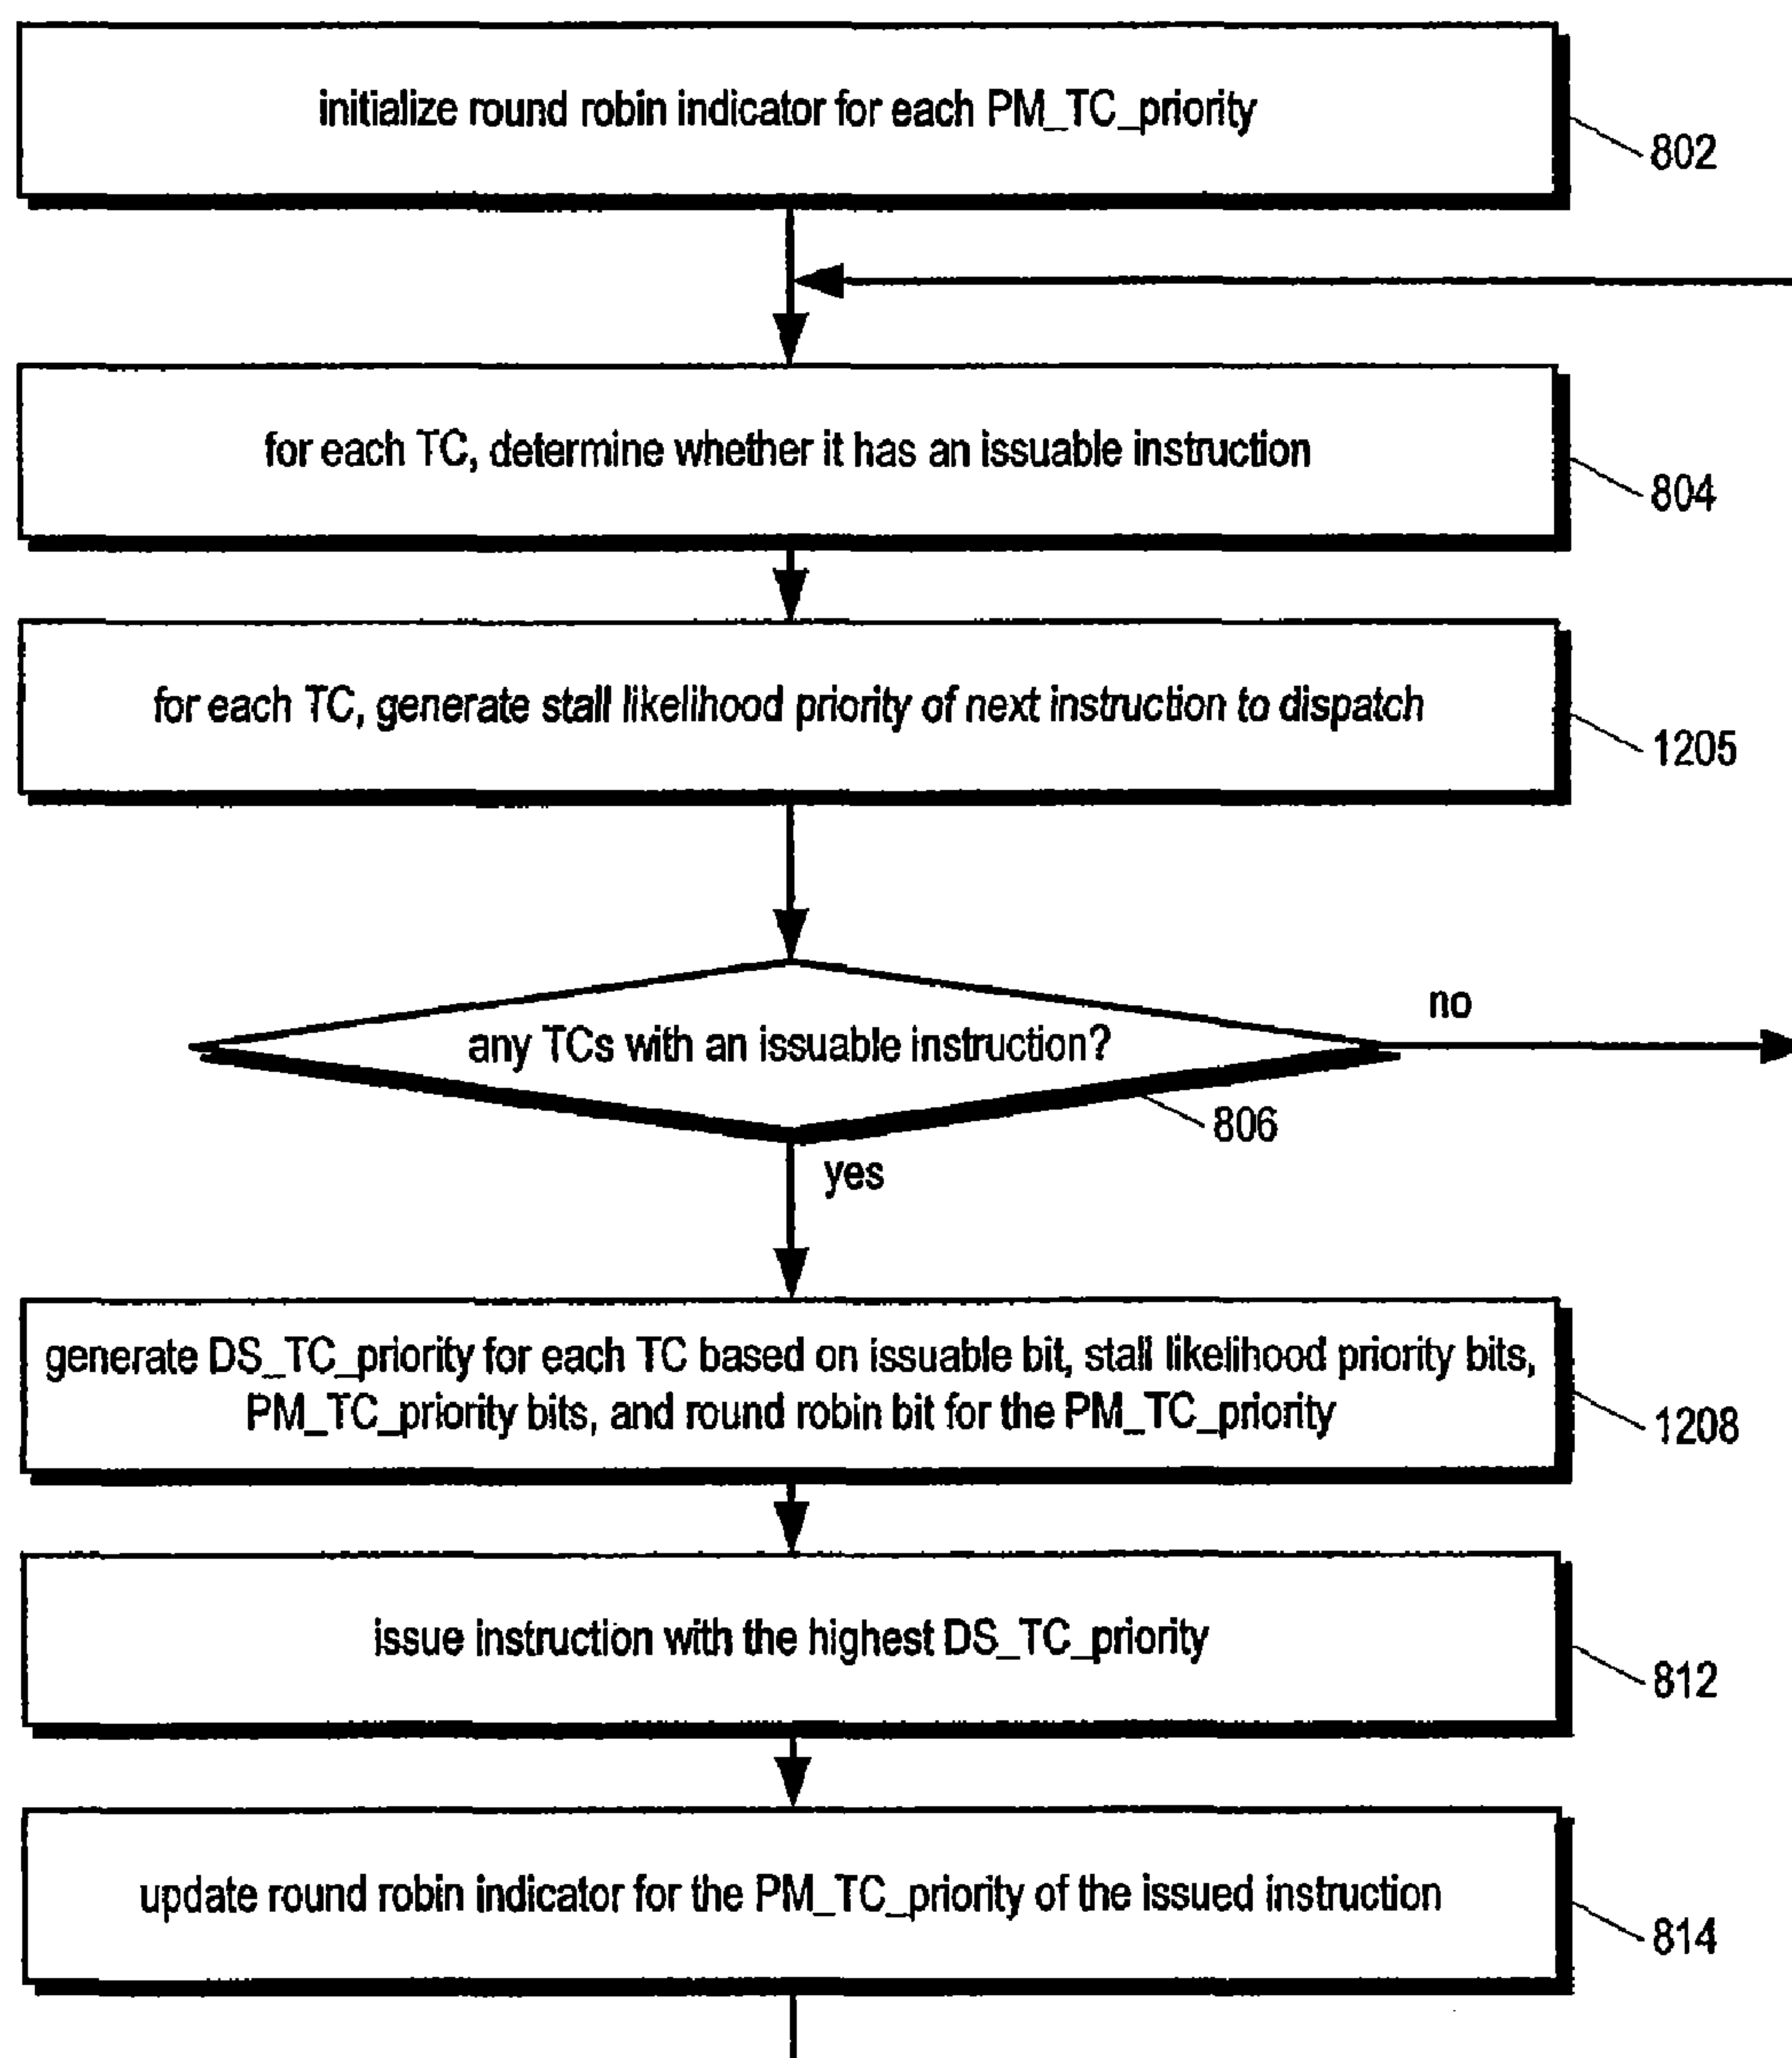 initialize round robin indicator for each PM_TC_priority
802
for each TC, determine whether it has an issuable instruction
804
for each TC, generate stall likelihood priority of next instruction to dispatch
1205
any TCs with an issuable instruction?
no
806
yes
generate DS_TC_priority for each TC based on issuable bit, stall likelihood priority bits,
PM_TC_priority bits, and round robin bit for the PM_TC_priority
1208
issue instruction with the highest DS_TC_priority
812
update round robin indicator for the PM_TC_priority of the issued instruction
814